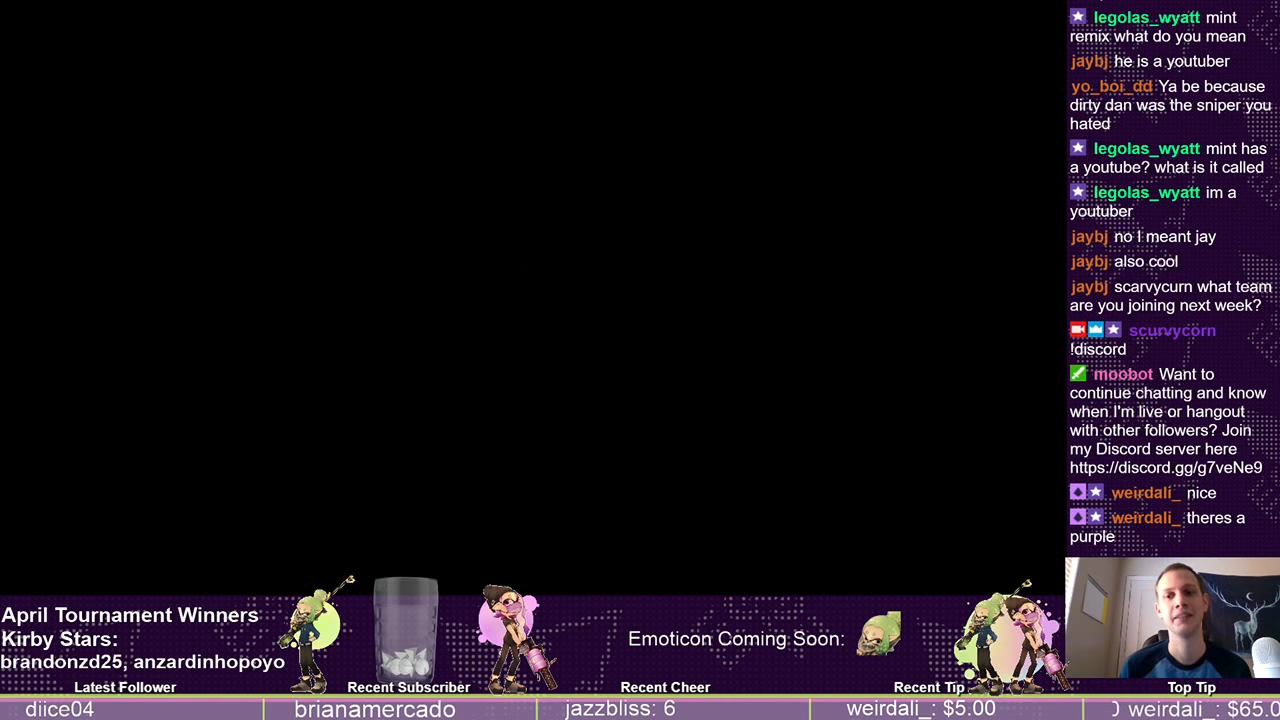 legolas_wyatt mint
remix what do you mean
jaybj he is a youtuber
yo_boi_dd Ya be because
dirty dan was the sniper you
hated
legolas_wyatt mint has
a youtube? what is it called
legolas_wyatt im a
youtuber
jaybj no I meant jay
jaybj also cool
jaybj scarvycurn what team
are you joining next week?
scurvycorn
!discord
moobot Want to
continue chatting and know
when I'm live or hangout
with other followers? Join
my Discord server here
https://discord.gg/g7veNe9
weirdali_ nice
weirdali_ theres a
purple
April Tournament Winners
Kirby Stars:
brandonzd25, anzardinhopoyo
Emoticon Coming Soon:
Latest Follower
Recent Subscriber
Recent Cheer
Recent Tip
Top Tip
diice04
brianamercado
jazzbliss: 6
weirdali_: $5.00
weirdali_: $65.0